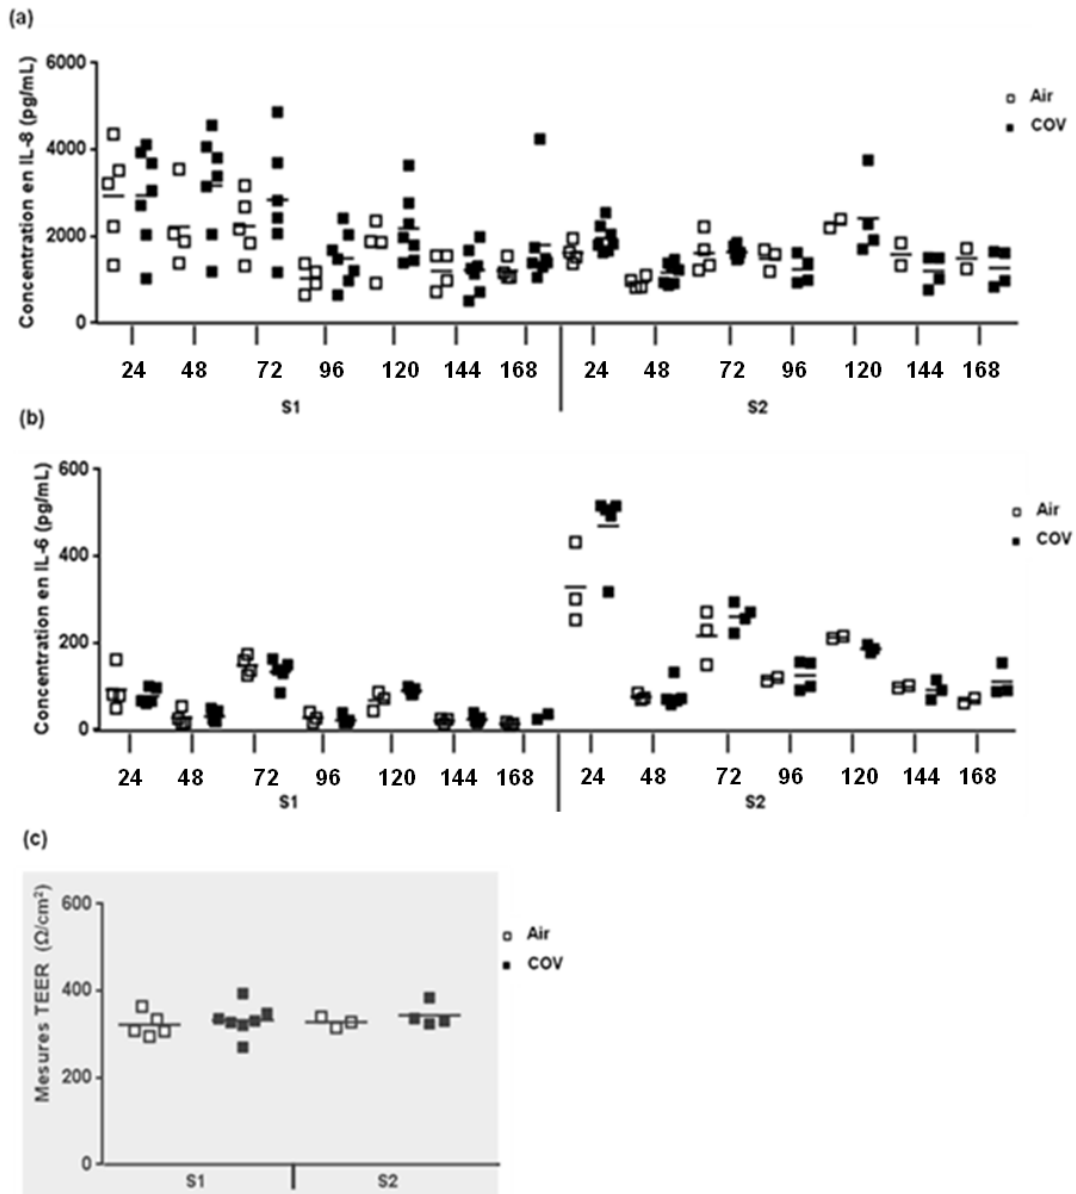 (a)
Concentration en IL-8 (pg/mL)
6000
4000
2000
0
Air
COV
24 48 72 96 120 144 168 24 48 72 96 120 144 168
S1 S2
(b)
Concentration en IL-6 (pg/mL)
600
400
200
0
Air
COV
24 48 72 96 120 144 168 24 48 72 96 120 144 168
S1 S2
(c)
Mesures TEER (Ω/cm²)
600
400
200
0
Air
COV
S1 S2